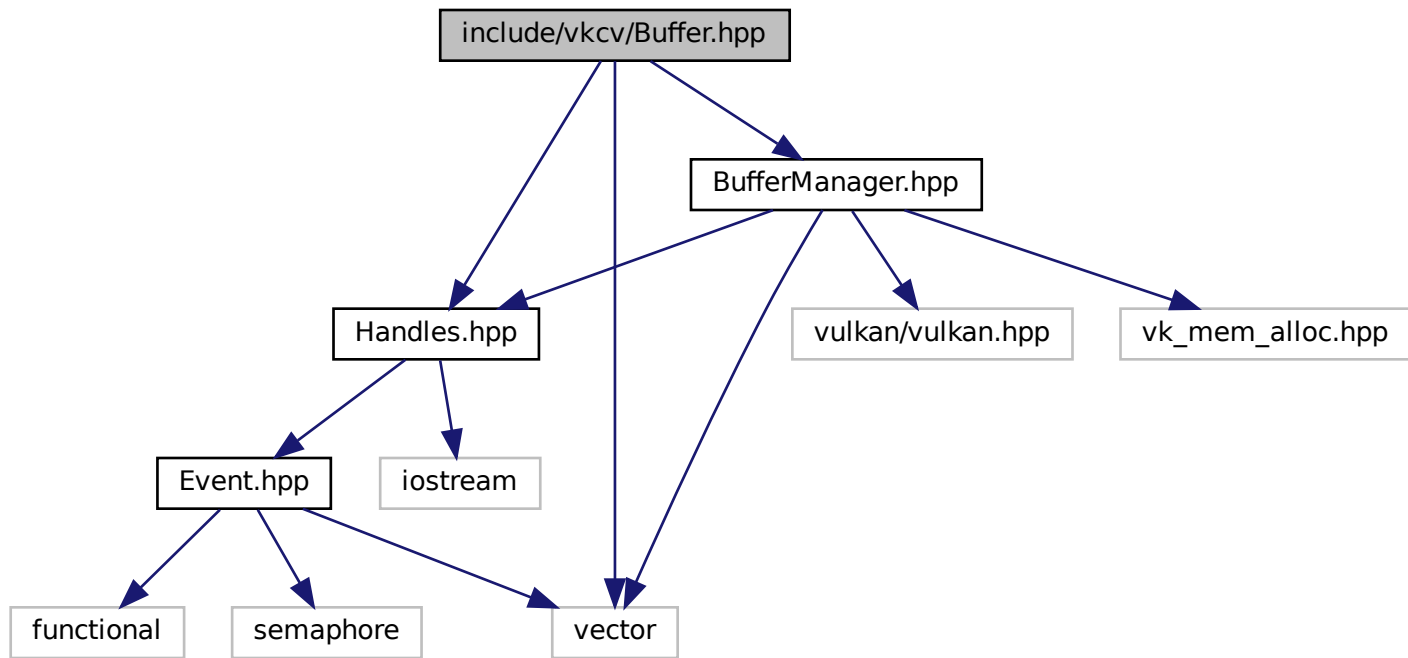 include/vkcv/Buffer.hpp
BufferManager.hpp
Handles.hpp
vulkan/vulkan.hpp
vk_mem_alloc.hpp
Event.hpp
iostream
functional
semaphore
vector